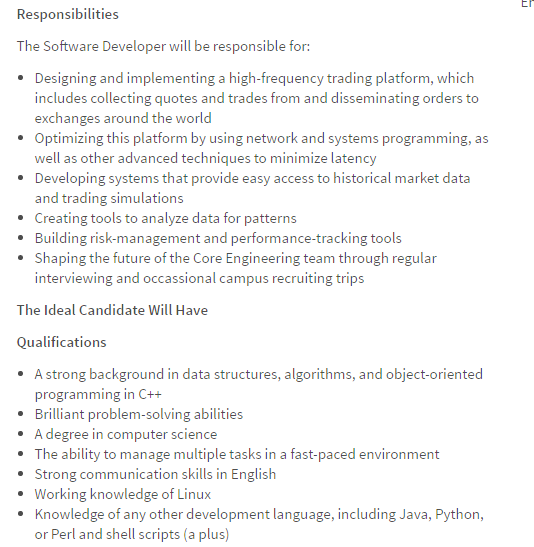 Er
Responsibilities
The Software Developer will be responsible for:
• Designing and implementing a high-frequency trading platform, which
includes collecting quotes and trades from and disseminating orders to
exchanges around the world
• Optimizing this platform by using network and systems programming, as
well as other advanced techniques to minimize latency
• Developing systems that provide easy access to historical market data
and trading simulations
• Creating tools to analyze data for patterns
• Building risk-management and performance-tracking tools
• Shaping the future of the Core Engineering team through regular
interviewing and occassional campus recruiting trips
The Ideal Candidate Will Have
Qualifications
• A strong background in data structures, algorithms, and object-oriented
programming in C++
• Brilliant problem-solving abilities
• A degree in computer science
• The ability to manage multiple tasks in a fast-paced environment
• Strong communication skills in English
• Working knowledge of Linux
• Knowledge of any other development language, including Java, Python,
or Perl and shell scripts (a plus)